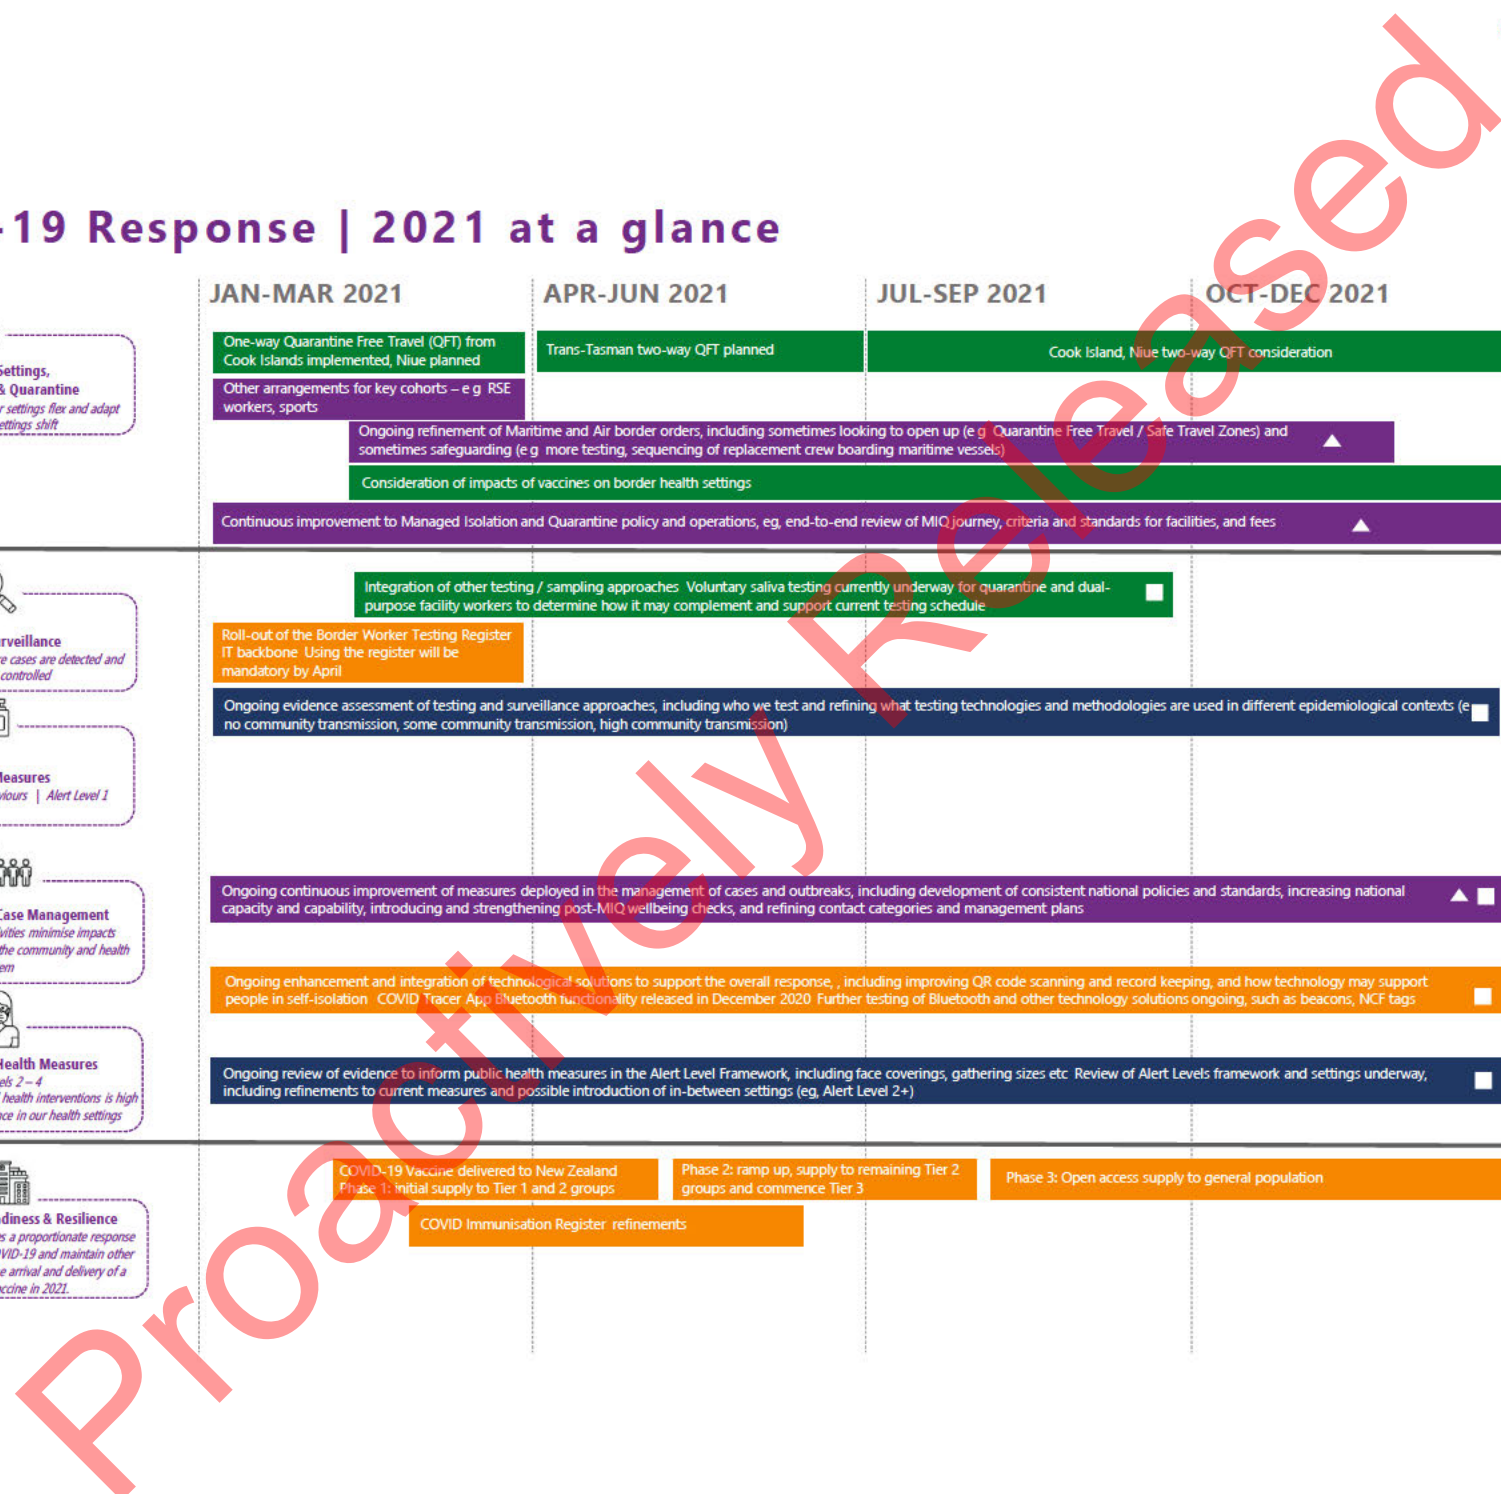 -19 Response | 2021 at a glance
JAN-MAR 2021
APR-JUN 2021
JUL-SEP 2021
OCT-DEC 2021
Settings,
& Quarantine
r settings flex and adapt
ettings shift
One-way Quarantine Free Travel (QFT) from
Cook Islands implemented, Niue planned
Trans-Tasman two-way QFT planned
Cook Island, Niue two-way QFT consideration
Other arrangements for key cohorts – e g RSE
workers, sports
Ongoing refinement of Maritime and Air border orders, including sometimes looking to open up (e g Quarantine Free Travel / Safe Travel Zones) and
sometimes safeguarding (e g more testing, sequencing of replacement crew boarding maritime vessels)
Consideration of impacts of vaccines on border health settings
Continuous improvement to Managed Isolation and Quarantine policy and operations, eg, end-to-end review of MIQ journey, criteria and standards for facilities, and fees
rveillance
e cases are detected and
controlled
Integration of other testing / sampling approaches Voluntary saliva testing currently underway for quarantine and dual-
purpose facility workers to determine how it may complement and support current testing schedule
Roll-out of the Border Worker Testing Register
IT backbone Using the register will be
mandatory by April
Ongoing evidence assessment of testing and surveillance approaches, including who we test and refining what testing technologies and methodologies are used in different epidemiological contexts (e
no community transmission, some community transmission, high community transmission)
Measures
viours | Alert Level 1
Case Management
vities minimise impacts
the community and health
em
Ongoing continuous improvement of measures deployed in the management of cases and outbreaks, including development of consistent national policies and standards, increasing national
capacity and capability, introducing and strengthening post-MIQ wellbeing checks, and refining contact categories and management plans
Ongoing enhancement and integration of technological solutions to support the overall response, , including improving QR code scanning and record keeping, and how technology may support
people in self-isolation COVID Tracer App Bluetooth functionality released in December 2020 Further testing of Bluetooth and other technology solutions ongoing, such as beacons, NCF tags
Health Measures
els 2 – 4
health interventions is high
nce in our health settings
Ongoing review of evidence to inform public health measures in the Alert Level Framework, including face coverings, gathering sizes etc Review of Alert Levels framework and settings underway,
including refinements to current measures and possible introduction of in-between settings (eg, Alert Level 2+)
diness & Resilience
s a proportionate response
VID-19 and maintain other
e arrival and delivery of a
ccine in 2021.
COVID-19 Vaccine delivered to New Zealand
Phase 1: initial supply to Tier 1 and 2 groups
Phase 2: ramp up, supply to remaining Tier 2
groups and commence Tier 3
Phase 3: Open access supply to general population
COVID Immunisation Register refinements
Proactively Released